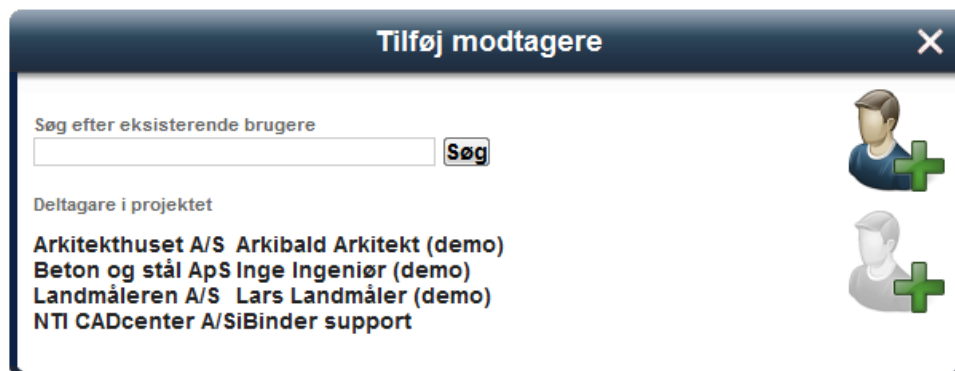 Tilføj modtagere
Søg efter eksisterende brugere
Søg
Deltagare i projektet
Arkitekthuset A/S Arkibald Arkitekt (demo)
Beton og stål ApS Inge Ingeniør (demo)
Landmåleren A/S Lars Landmåler (demo)
NTI CADcenter A/S iBinder support